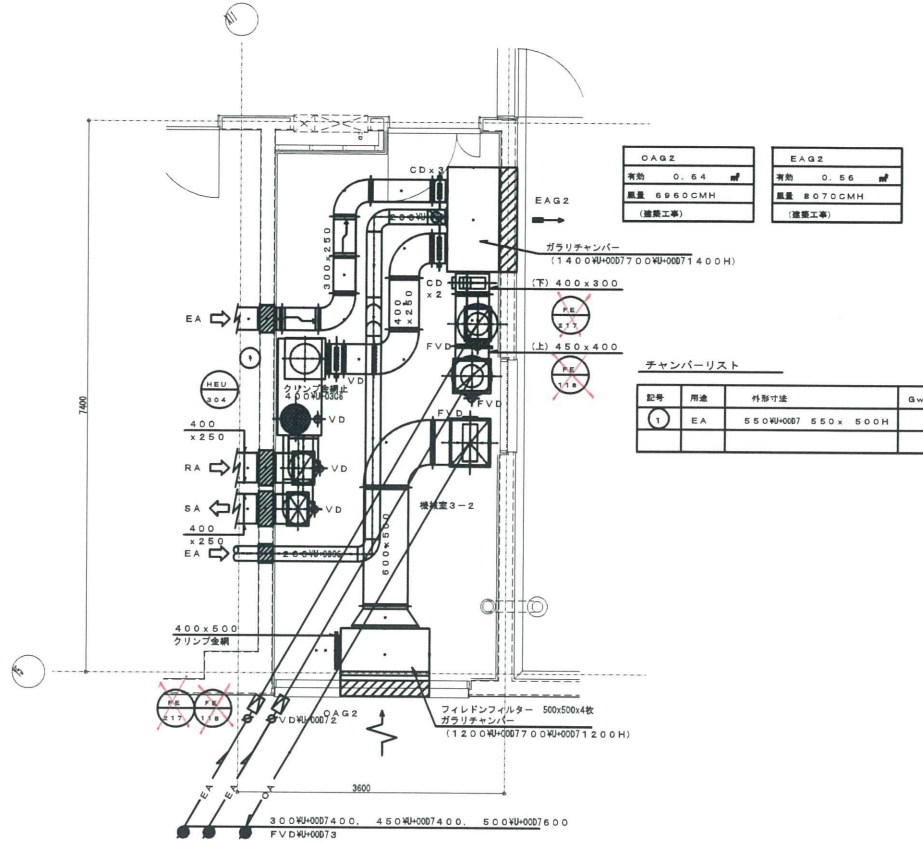 X11
OAG2
有効 0.64 ㎡
風量 6960CMH
(建築工事)
EAG2
有効 0.56 ㎡
風量 8070CMH
(建築工事)
CDx3
EAG2
ガラリチャンバー
(1400¥U+00D7700¥U+00D71400H)
300x250
CD
x2
400
x250
(下) 400x300
FE
217
(上) 450x400
FE
118
EA
1
HEU
304
VD
クリンプ金網止
FVD
FVD
FVD
7400
VD
400
x250
RA
VD
SA
VD
400
x250
EA
機械室3-2
600x500
チャンバーリスト
記号 用途 外形寸法 Gw
1 EA 550¥U+00D7 550x 500H
400x500
クリンプ金網
FE
217
FE
118
VD¥U+00D72
OAG2
フィレドンフィルター 500x500x4枚
ガラリチャンバー
(1200¥U+00D7700¥U+00D71200H)
3600
EA
EA
OA
300¥U+00D7400, 450¥U+00D7400, 500¥U+00D7600
FVD¥U+00D73